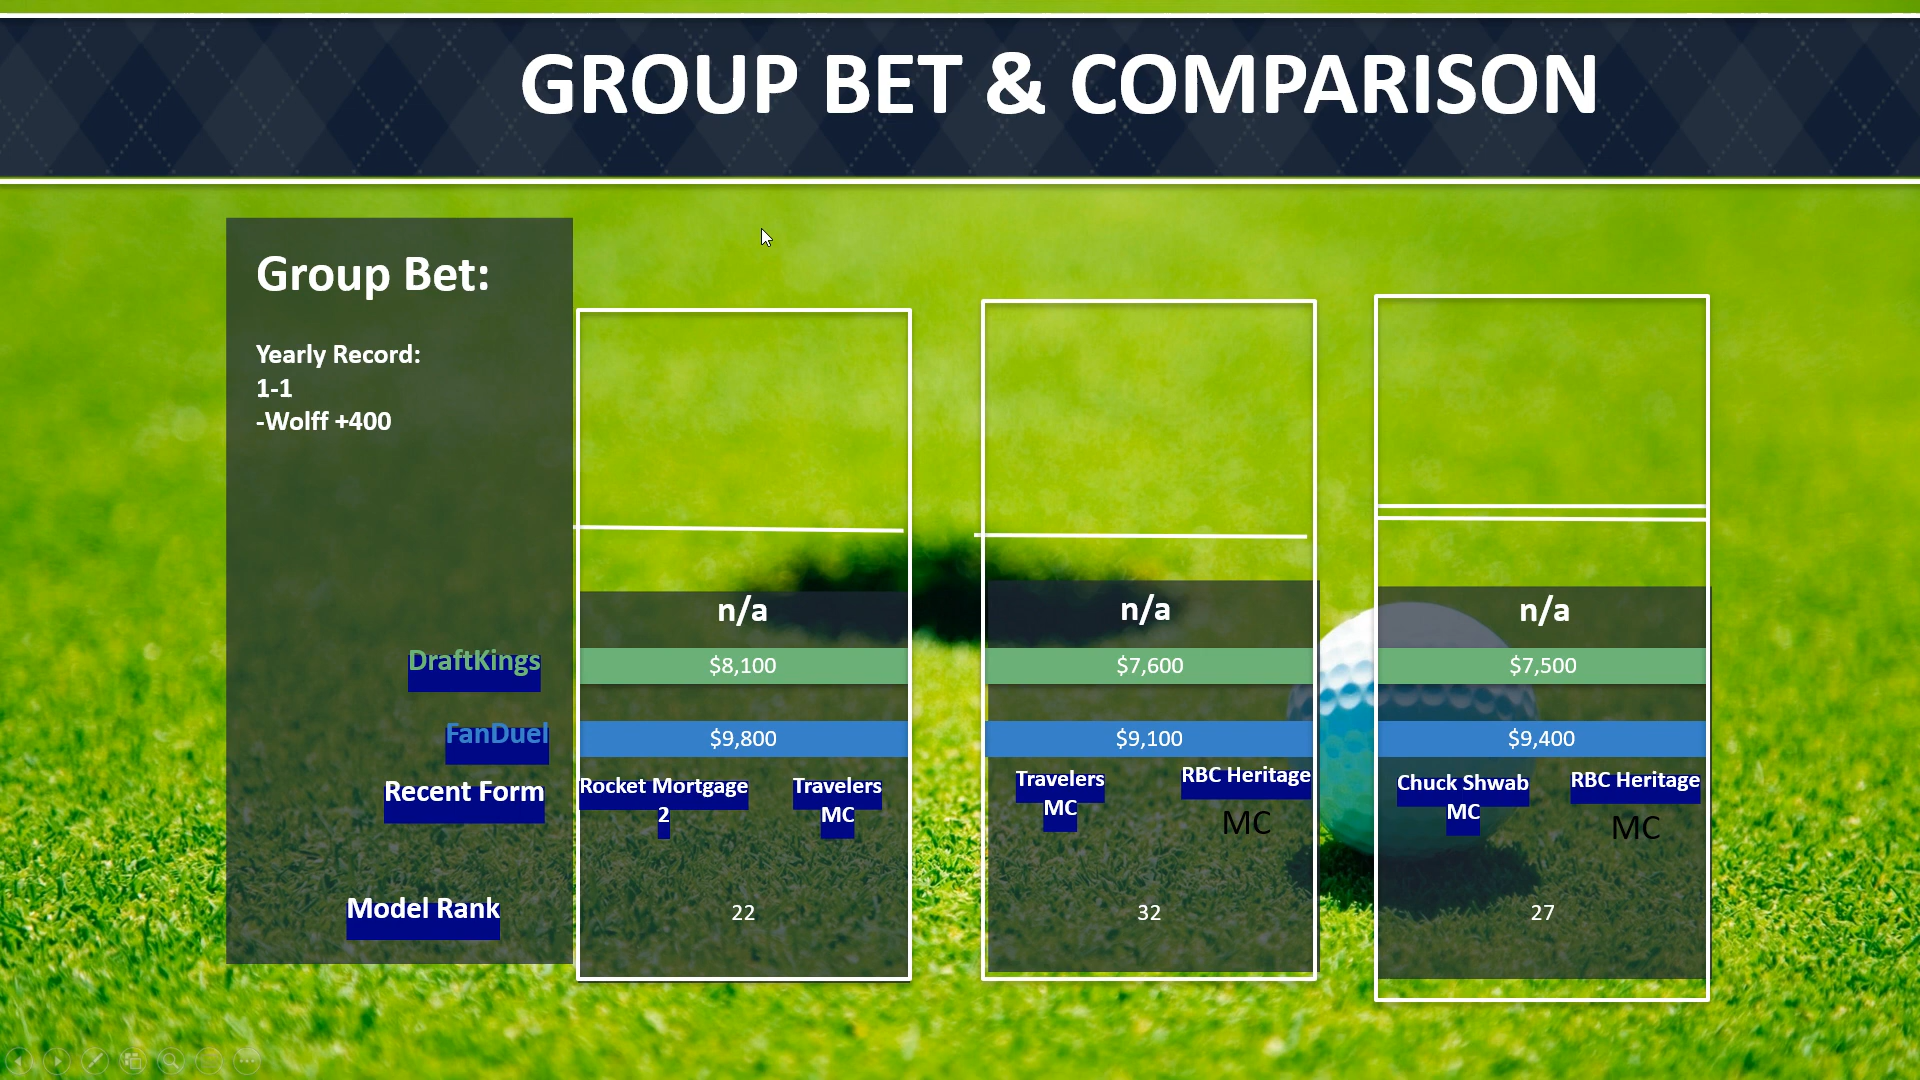 GROUP BET & COMPARISON
Group Bet:
Yearly Record:
1-1
-Wolff +400
n/a
n/a
n/a
DraftKings
$8,100
$7,600
$7,500
FanDuel
$9,800
$9,100
$9,400
Recent Form
Rocket Mortgage
2
Travelers
MC
Travelers
MC
RBC Heritage
MC
Chuck Shwab
MC
RBC Heritage
MC
Model Rank
22
32
27